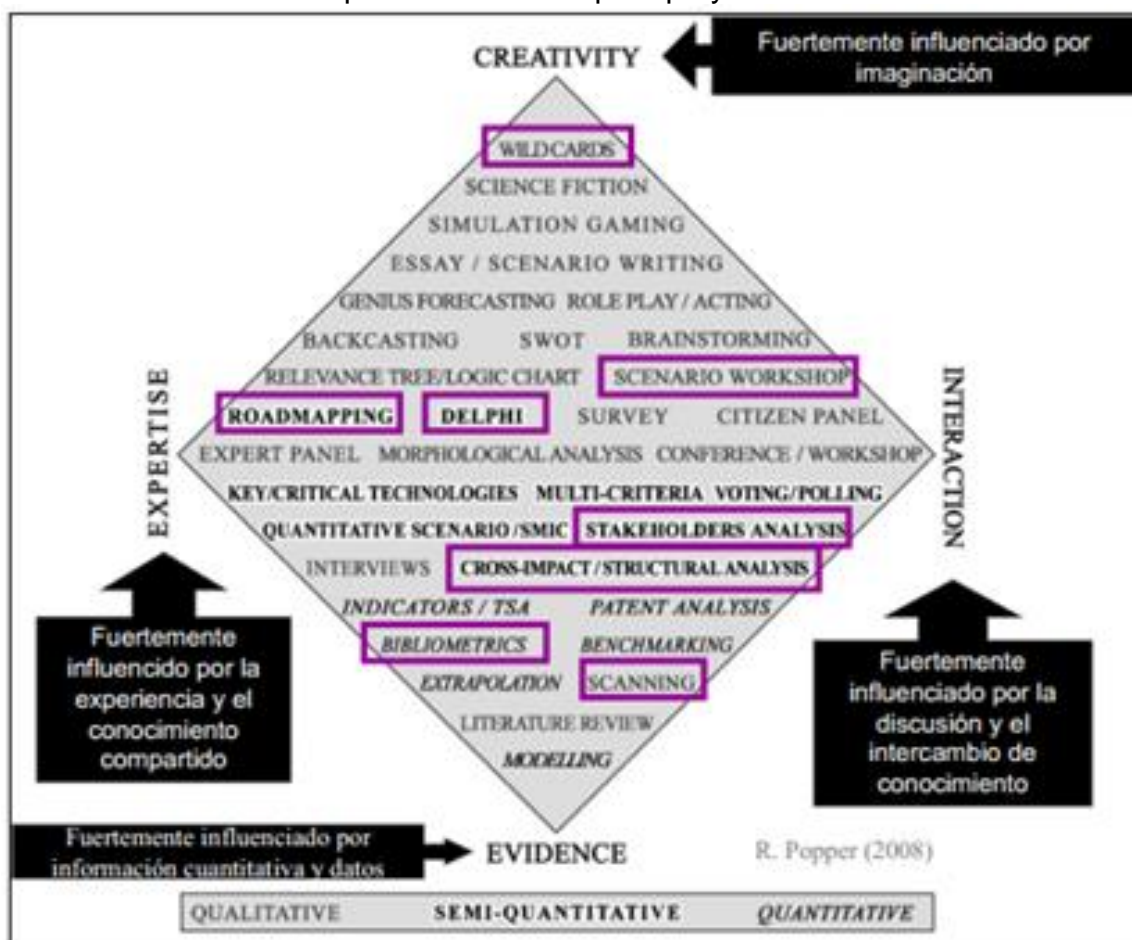 CREATIVITY
Fuertemente influenciado por
imaginación
WILD CARDS
SCIENCE FICTION
SIMULATION GAMING
ESSAY / SCENARIO WRITING
GENIUS FORECASTING ROLE PLAY / ACTING
BACKCASTING SWOT BRAINSTORMING
RELEVANCE TREE/LOGIC CHART SCENARIO WORKSHOP
ROADMAPPING DELPHI SURVEY CITIZEN PANEL
EXPERT PANEL MORPHOLOGICAL ANALYSIS CONFERENCE / WORKSHOP
KEY/CRITICAL TECHNOLOGIES MULTI-CRITERIA VOTING/POLLING
QUANTITATIVE SCENARIO /SMIC STAKEHOLDERS ANALYSIS
INTERVIEWS CROSS-IMPACT / STRUCTURAL ANALYSIS
INDICATORS / TSA PATENT ANALYSIS
BIBLIOMETRICS BENCHMARKING
EXTRAPOLATION SCANNING
LITERATURE REVIEW
MODELLING
EXPERTISE
Fuertemente
influencido por la
experiencia y el
conocimiento
compartido
INTERACTION
Fuertemente
influenciado por la
discusión y el
intercambio de
conocimiento
Fuertemente influenciado por
información cuantitativa y datos
EVIDENCE
R. Popper (2008)
QUALITATIVE SEMI-QUANTITATIVE QUANTITATIVE